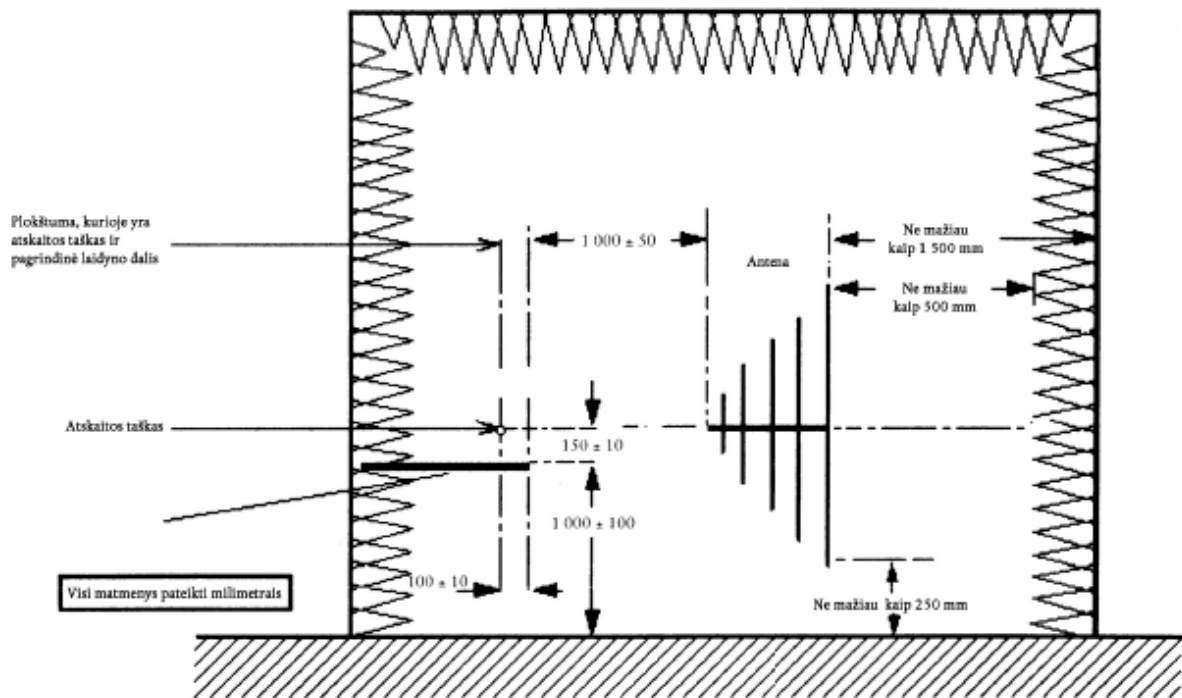 Plokštuma, kurioje yra
atskaitos taškas ir
pagrindinė laidyno dalis
1 000 ± 50
Ne mažiau
kaip 1 500 mm
Antena
Ne mažiau
kaip 500 mm
Atskaitos taškas
150 ± 10
1 000 ± 100
100 ± 10
Visi matmenys pateikti milimetrais
Ne mažiau kaip 250 mm